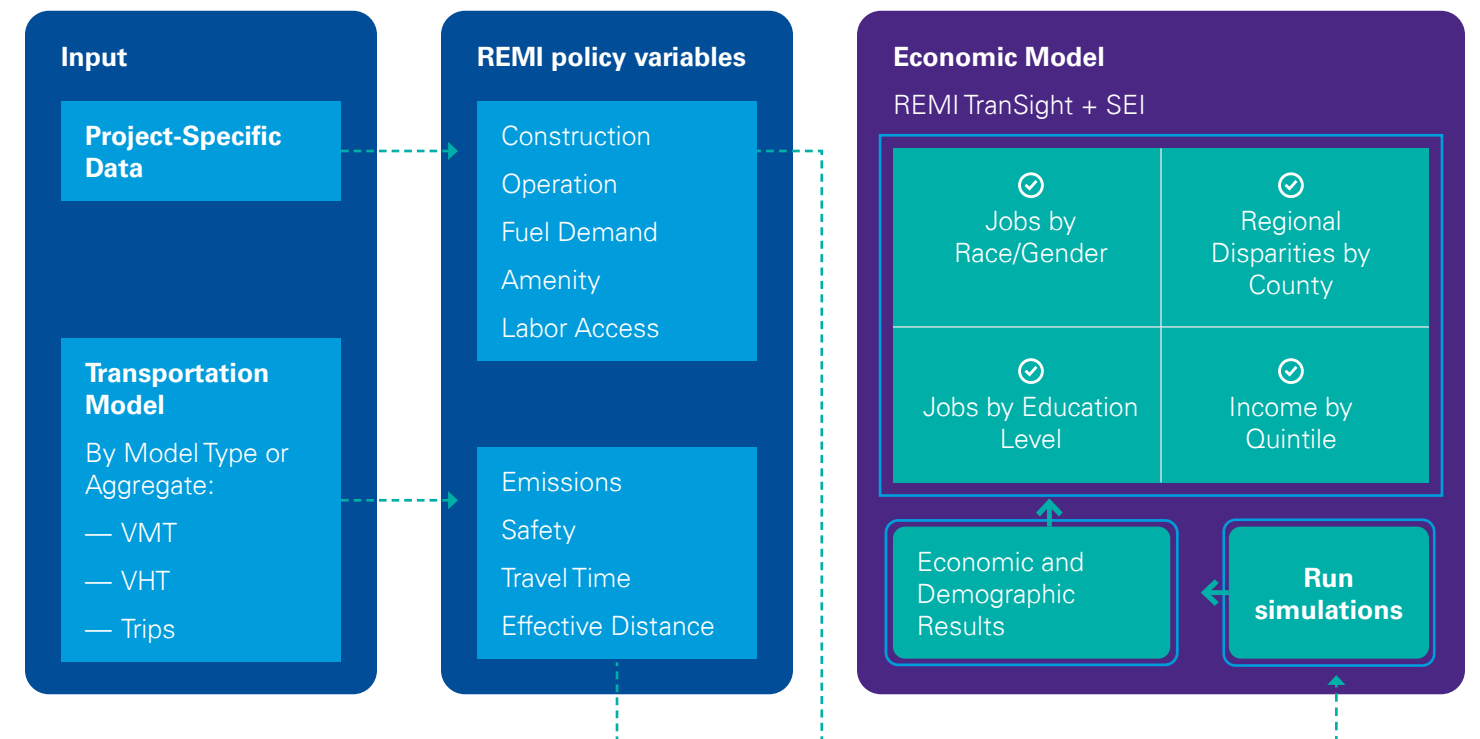 Input
Project-Specific
Data
Transportation
Model
By Model Type or
Aggregate:
— VMT
— VHT
— Trips
REMI policy variables
Construction
Operation
Fuel Demand
Amenity
Labor Access
Emissions
Safety
Travel Time
Effective Distance
Economic Model
REMI TranSight + SEI
Jobs by
Race/Gender
Regional
Disparities by
County
Jobs by Education
Level
Income by
Quintile
Economic and
Demographic
Results
Run
simulations